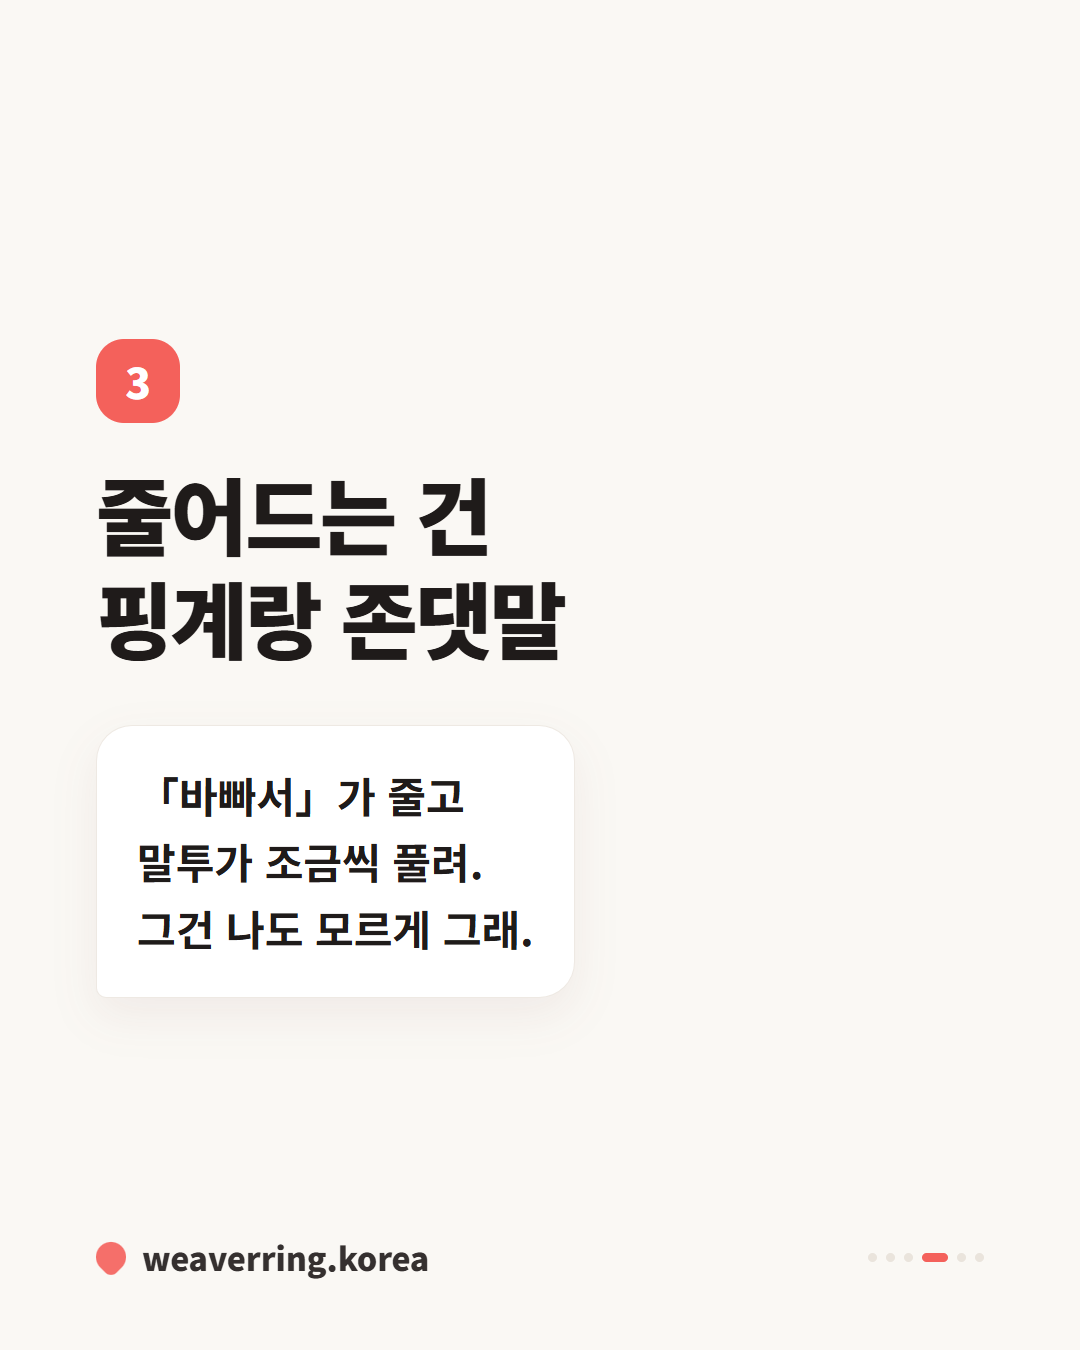 3
줄어드는 건
핑계랑 존댓말
「바빠서」가 줄고
말투가 조금씩 풀려.
그건 나도 모르게 그래.
weaverring.korea